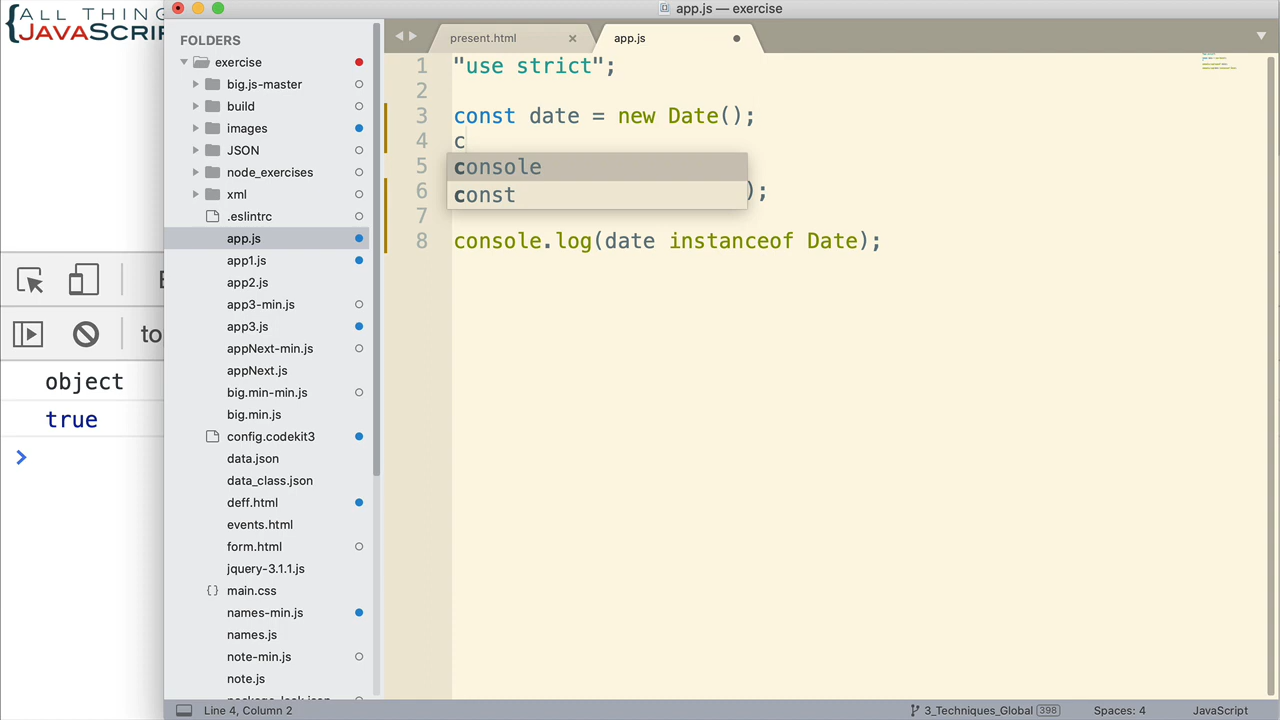 {ALL THING
JAVASCRIP
app.js — exercise
FOLDERS
exercise
big.js-master
build
images
JSON
node_exercises
xml
.eslintrc
app.js
app1.js
app2.js
app3-min.js
app3.js
appNext-min.js
appNext.js
big.min-min.js
big.min.js
config.codekit3
data.json
data_class.json
deff.html
events.html
form.html
jquery-3.1.1.js
{} main.css
names-min.js
names.js
note-min.js
note.js
package-lock.json
present.html ×
app.js
1 "use strict";
2
3 const date = new Date();
4 c
console
const
5
6 );
7
8 console.log(date instanceof Date);
to
object
true
>
Line 4, Column 2
3_Techniques_Global 398
Spaces: 4
JavaScript